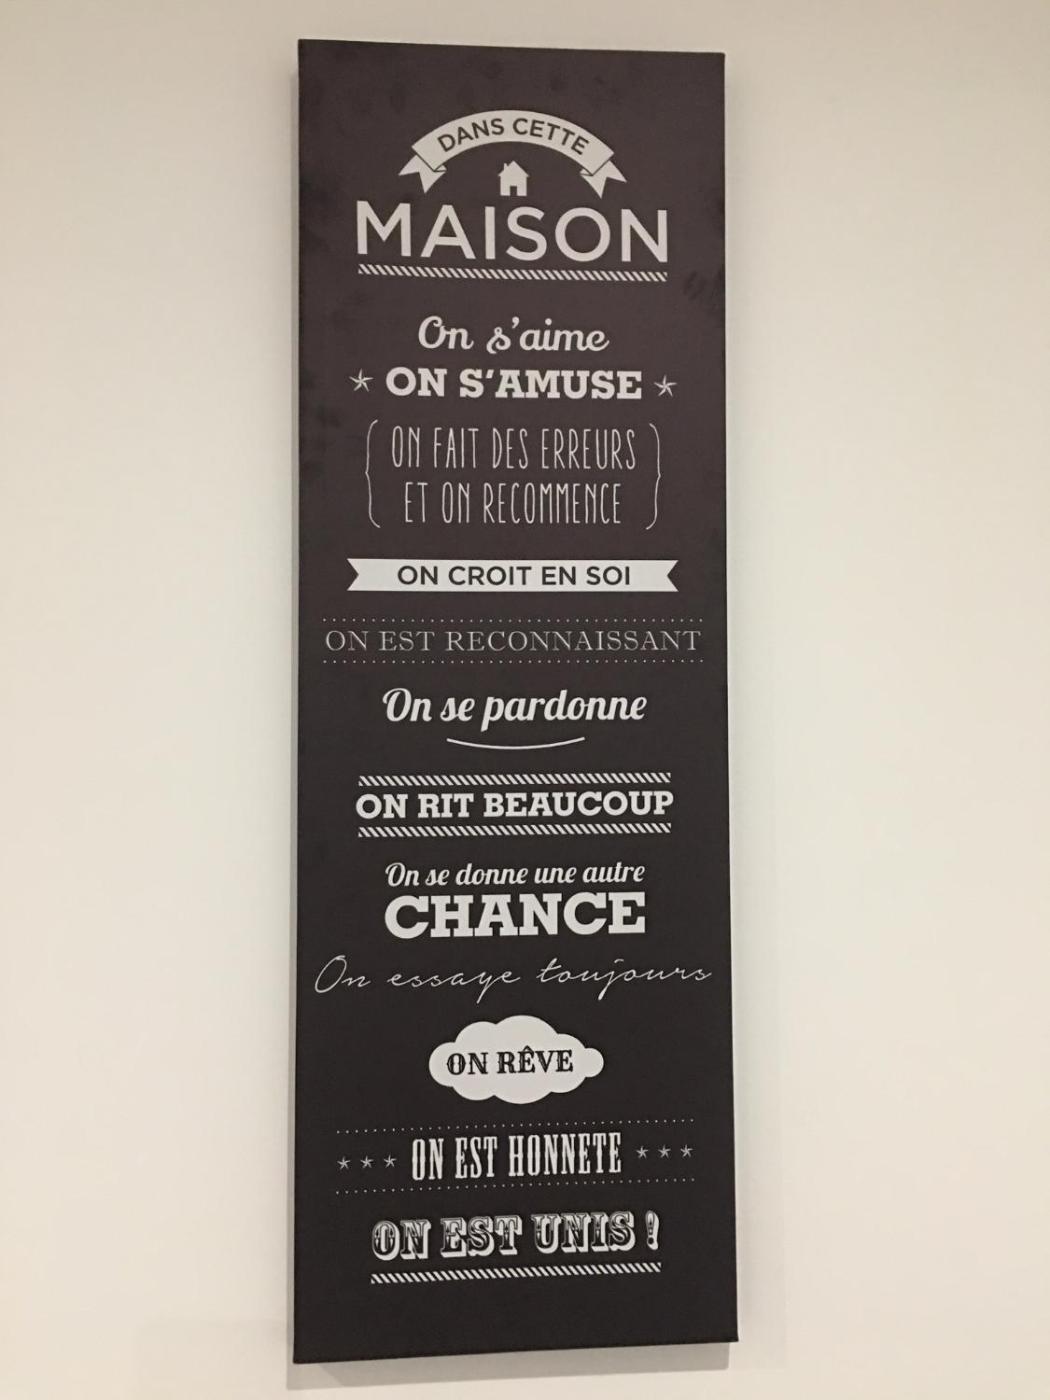 DANS CETTE
MAISON
On s'aime
ON S'AMUSE
ON FAIT DES ERREURS
ET ON RECOMMENCE
ON CROIT EN SOI
ON EST RECONNAISSANT
On se pardonne
ON RIT BEAUCOUP
On se donne une autre
CHANCE
On essaye toujours
ON RÊVE
ON EST HONNETE
ON EST UNIS !